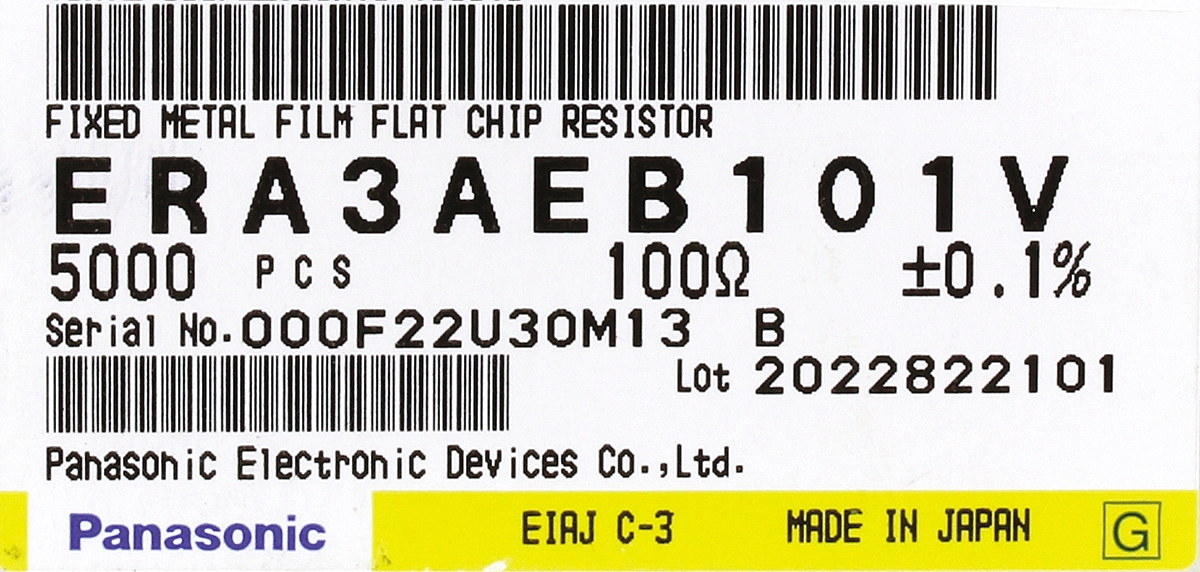 FIXED METAL FILM FLAT CHIP RESISTOR
ERA3AEB101V
5000 PCS 100Ω ±0.1%
Serial No.000F22U30M13 B
Lot 2022822101
Panasonic Electronic Devices Co.,Ltd.
Panasonic EIAJ C-3 MADE IN JAPAN G